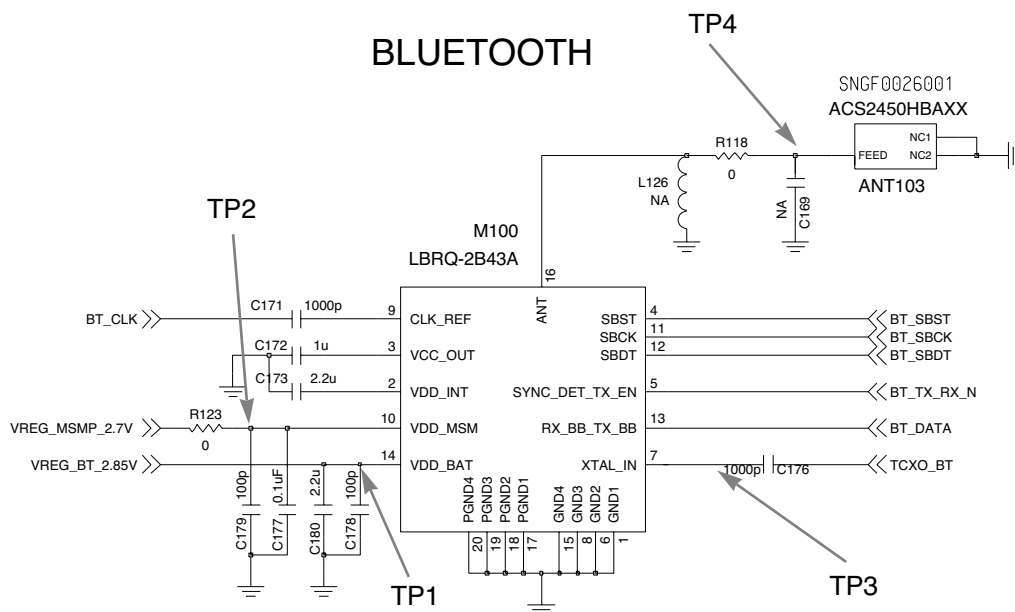 BLUETOOTH
TP4
SNGF0026001
ACS2450HBAXX
FEED
NC1
NC2
ANT103
R118
0
L126
NA
NA
C169
TP2
M100
LBRQ-2B43A
16
ANT
BT_CLK
C171
1000p
9
CLK_REF
C172
1u
3
VCC_OUT
C173
2.2u
2
VDD_INT
VREG_MSMP_2.7V
R123
0
10
VDD_MSM
VREG_BT_2.85V
14
VDD_BAT
SBST
4
BT_SBST
SBCK
11
BT_SBCK
SBDT
12
BT_SBDT
SYNC_DET_TX_EN
5
BT_TX_RX_N
RX_BB_TX_BB
13
BT_DATA
XTAL_IN
7
1000p
C176
TCXO_BT
100p
C179
0.1uF
C177
2.2u
C180
100p
C178
PGND4
PGND3
PGND2
PGND1
GND4
GND3
GND2
GND1
20
19
18
17
15
8
6
1
TP1
TP3